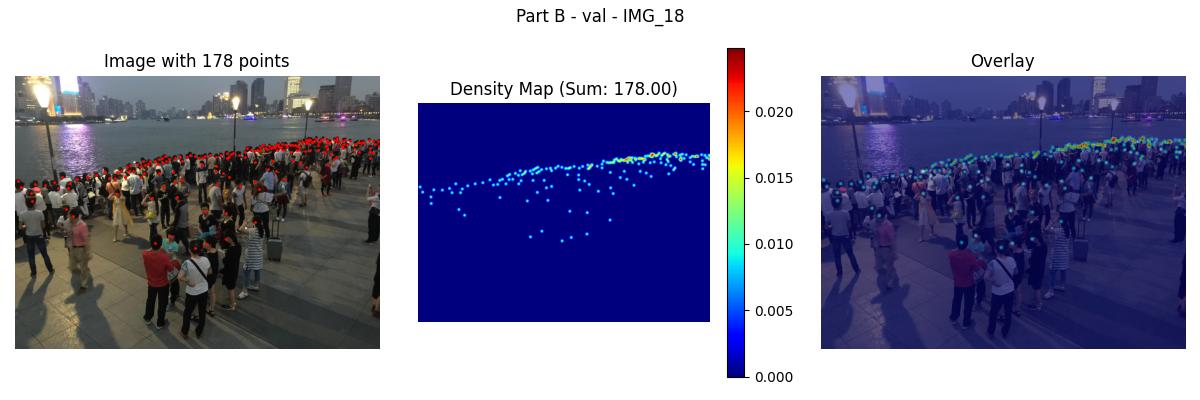 Part B - val - IMG_18
Image with 178 points
Density Map (Sum: 178.00)
Overlay
0.020
0.015
0.010
0.005
0.000